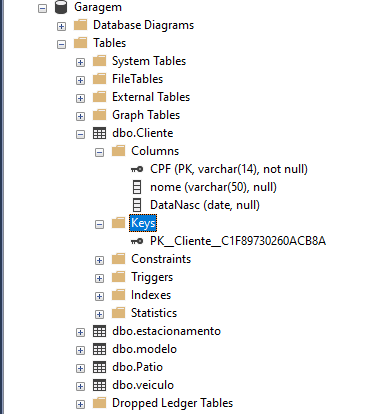 Garagem
Database Diagrams
Tables
System Tables
FileTables
External Tables
Graph Tables
dbo.Cliente
Columns
CPF (PK, varchar(14), not null)
nome (varchar(50), null)
DataNasc (date, null)
Keys
PK__Cliente__C1F89730260ACB8A
Constraints
Triggers
Indexes
Statistics
dbo.estacionamento
dbo.modelo
dbo.Patio
dbo.veiculo
Dropped Ledger Tables